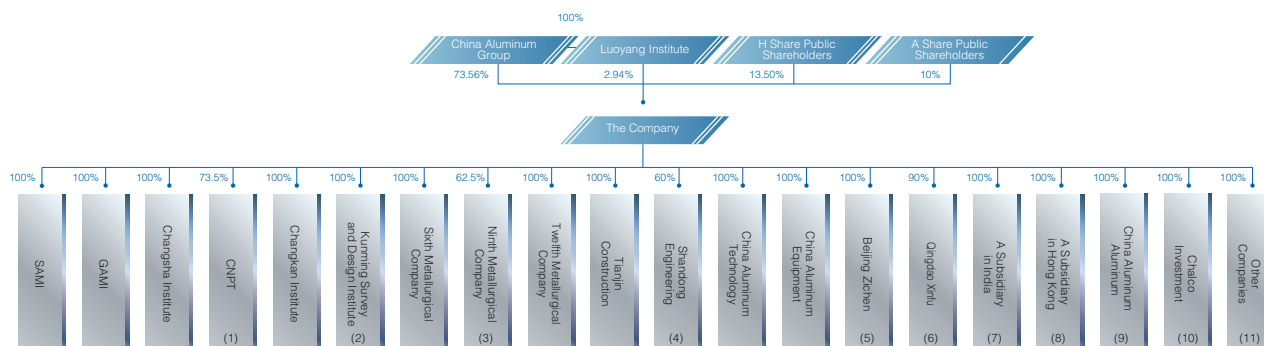 100%
China Aluminum
Group
Luoyang Institute
H Share Public
Shareholders
A Share Public
Shareholders
73.56%
2.94%
13.50%
10%
The Company
100%
100%
100%
73.5%
100%
100%
100%
62.5%
100%
100%
60%
100%
100%
100%
90%
100%
100%
100%
100%
100%
SAMI
GAMI
Changsha Institute
CNPT
(1)
Changkan Institute
Kunming Survey
and Design Institute
(2)
Sixth Metallurgical
Company
Ninth Metallurgical
Company
(3)
Twelfth Metallurgical
Company
Tianjin
Construction
Shandong
Engineering
(4)
China Aluminum
Technology
China Aluminum
Equipment
Beijing Zichen
(5)
Qingdao Xinfu
(6)
A Subsidiary
in India
(7)
A Subsidiary
in Hong Kong
(8)
China Aluminum
Aluminum
(9)
Chalco
Investment
(10)
Other
Companies
(11)